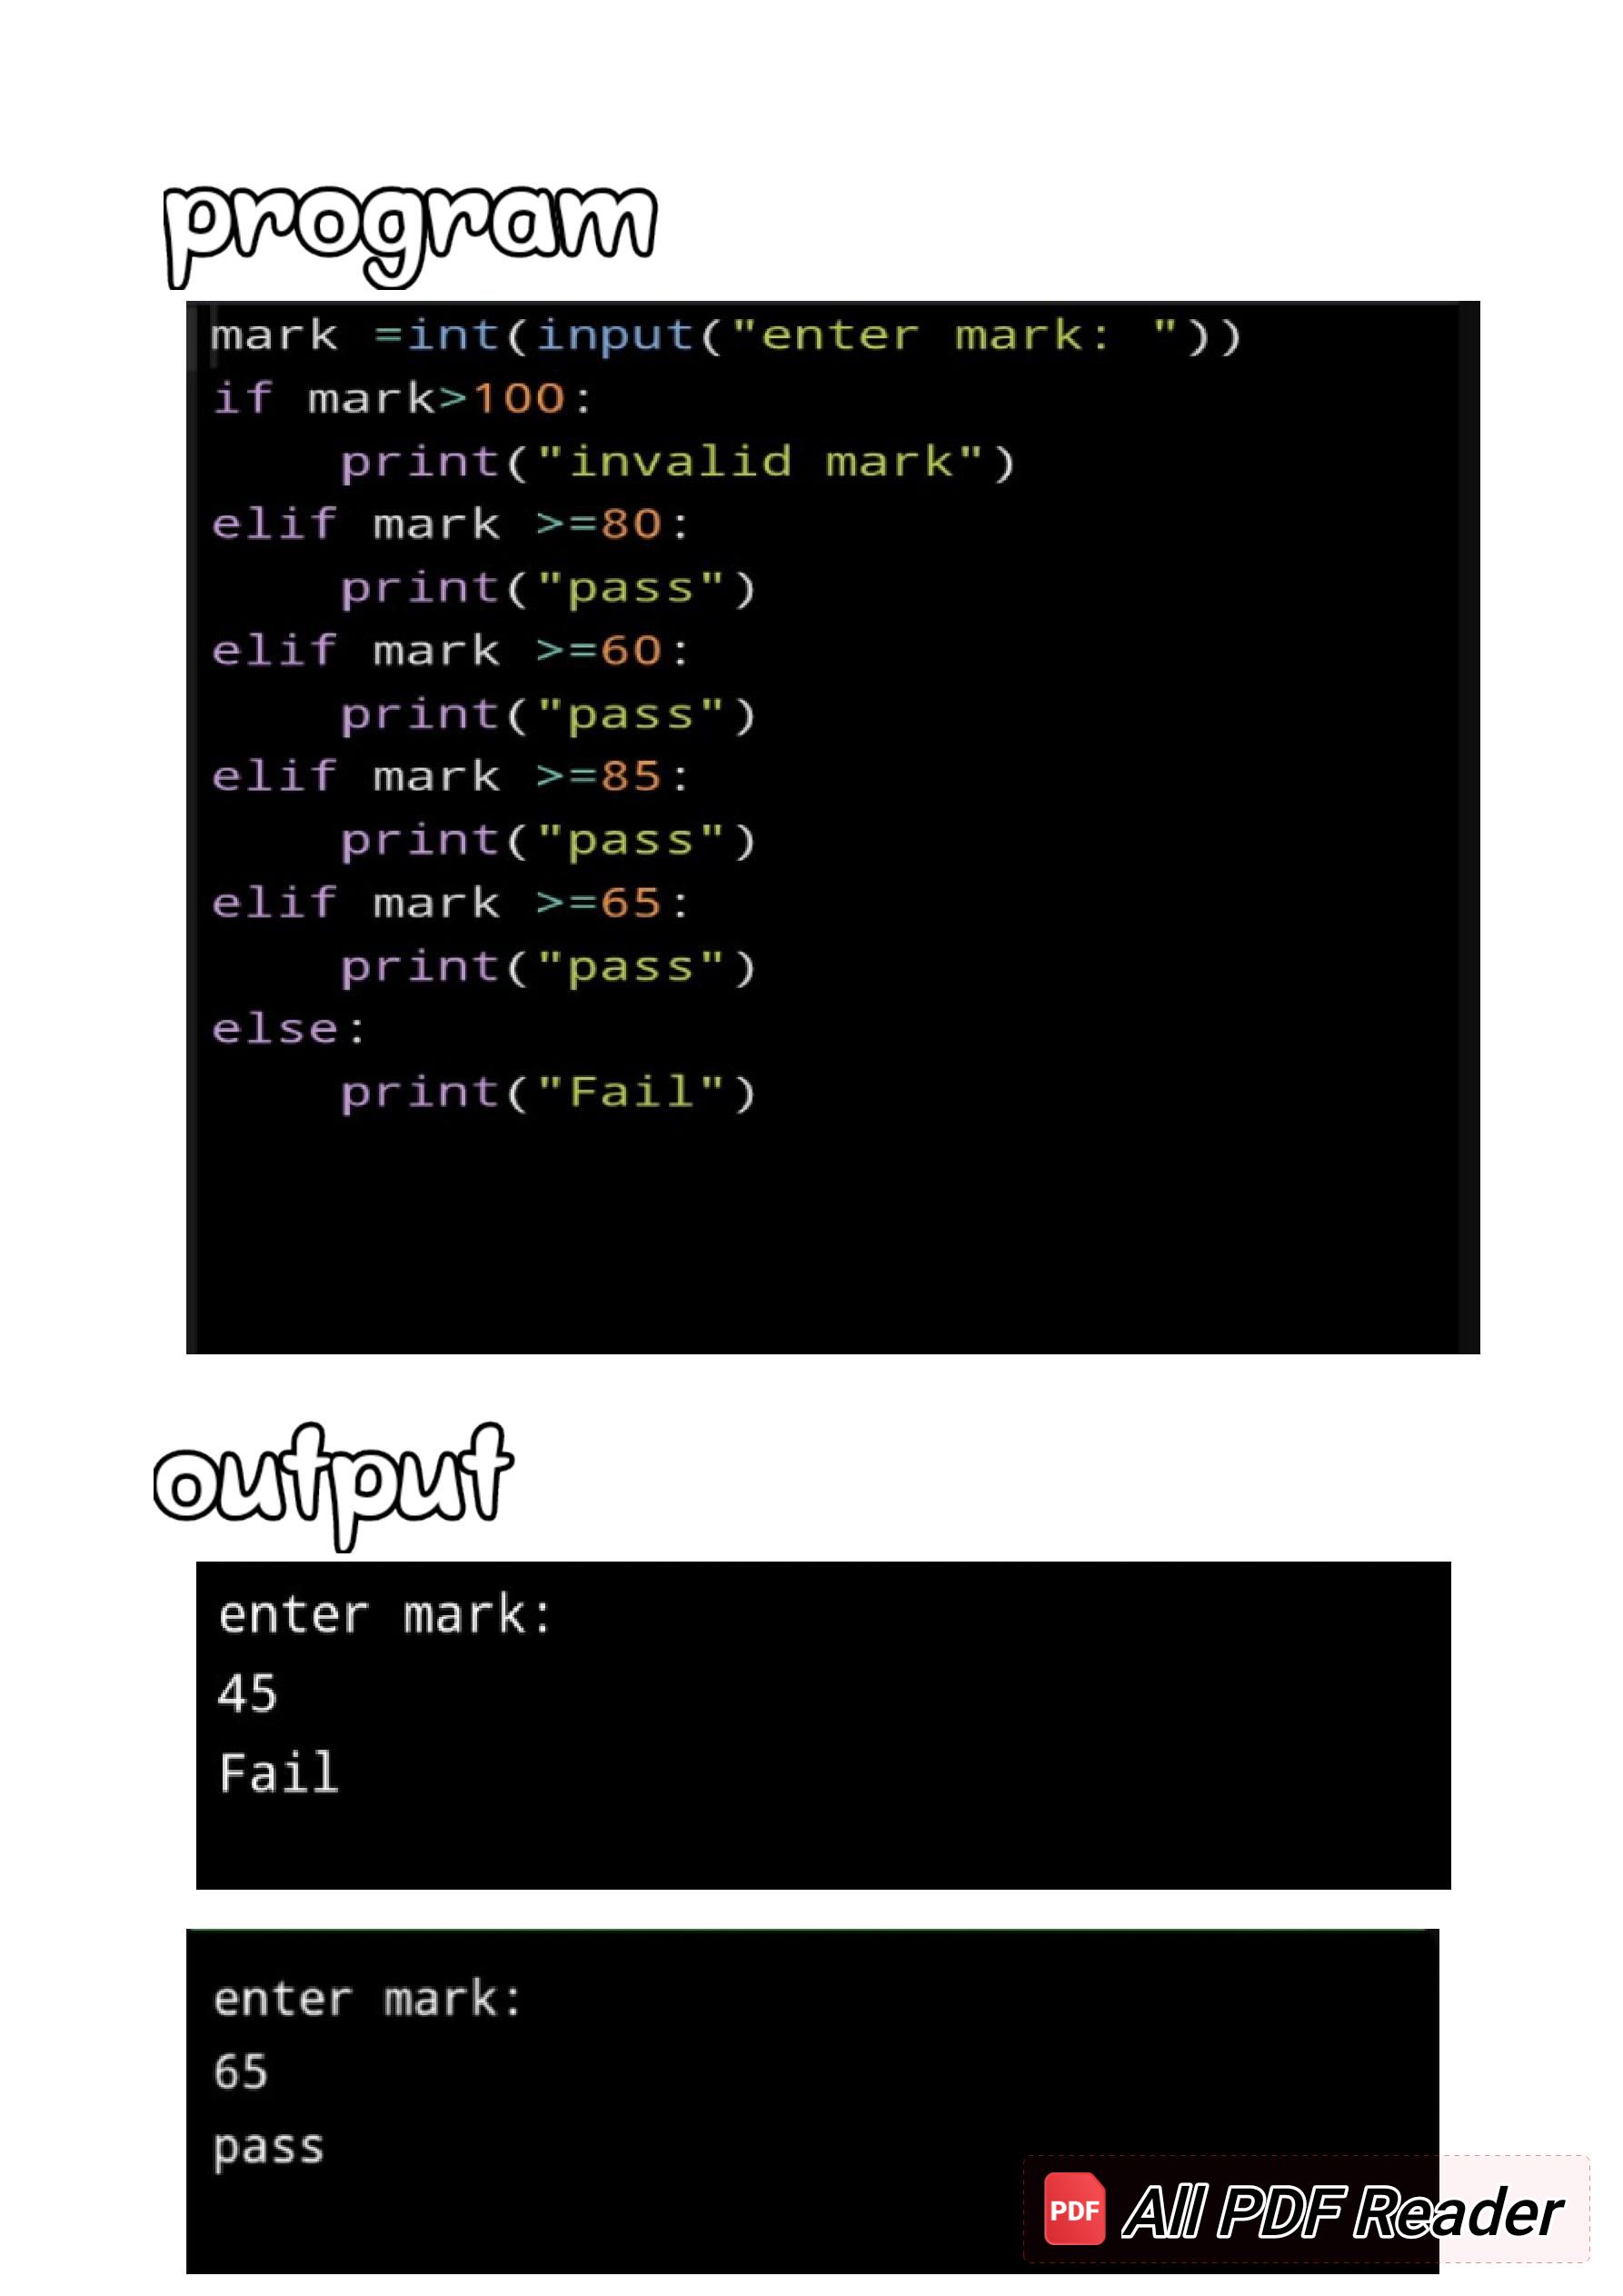 program
mark =int(input("enter mark: "))
if mark>100:
    print("invalid mark")
elif mark >=80:
    print("pass")
elif mark >=60:
    print("pass")
elif mark >=85:
    print("pass")
elif mark >=65:
    print("pass")
else:
    print("Fail")
output
enter mark:
45
Fail
enter mark:
65
pass
PDF All PDF Reader